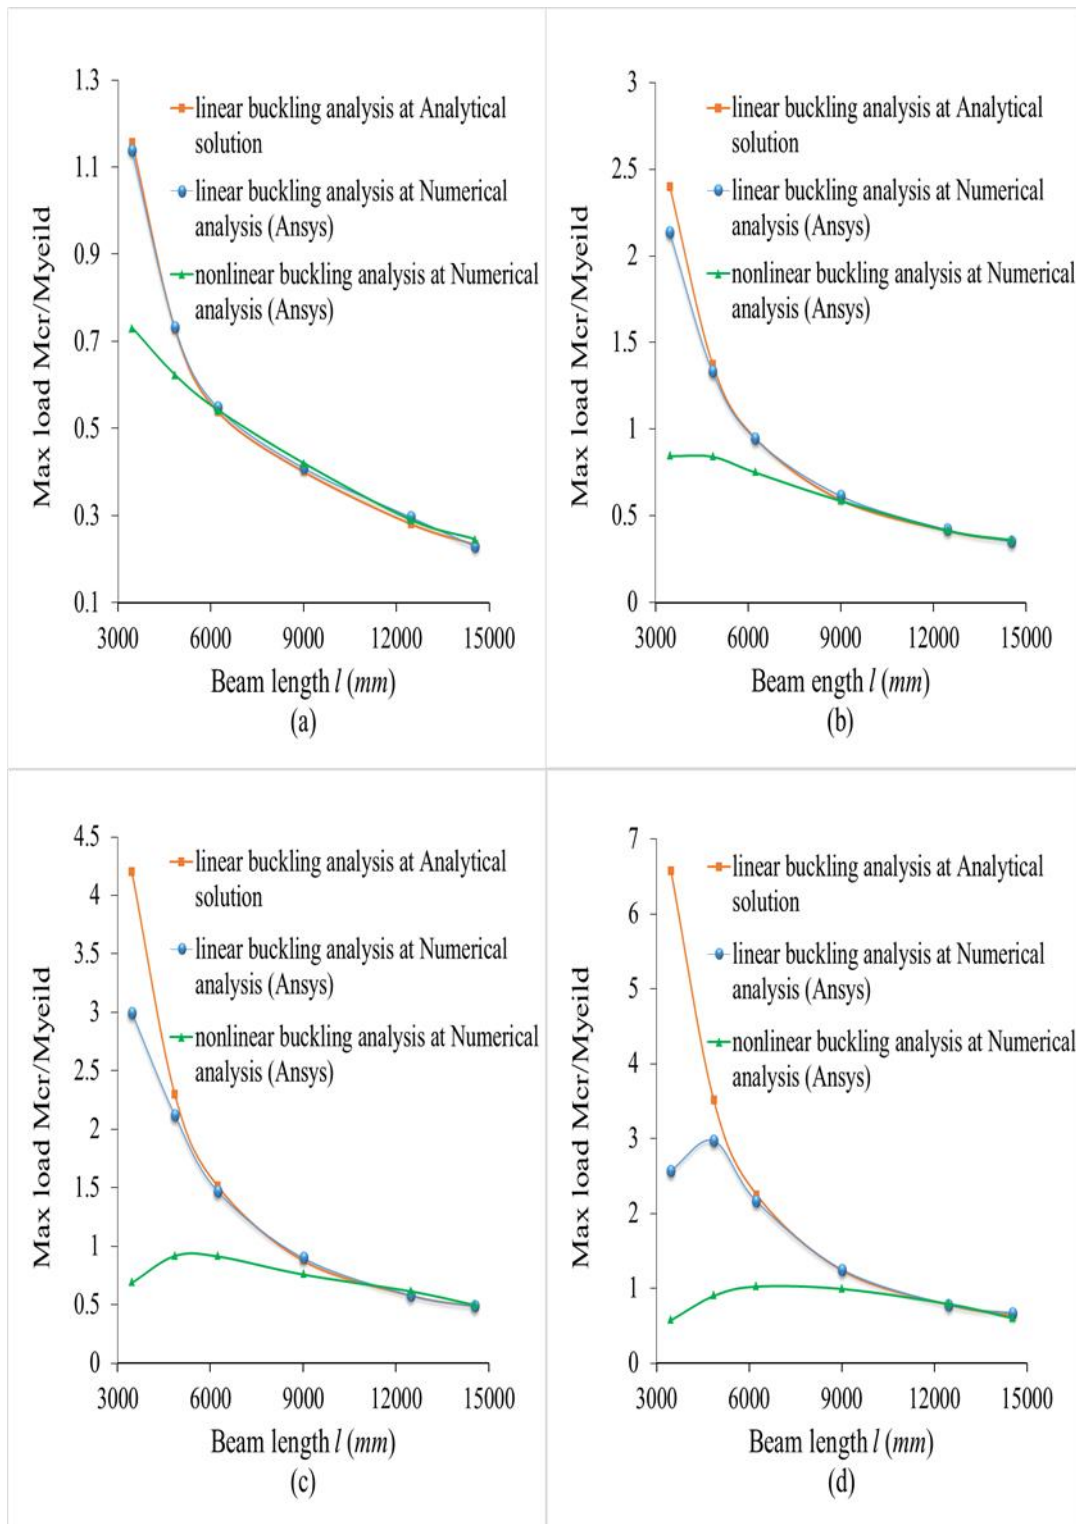 Max load Mcr/Myeild
1.3
1.1
0.9
0.7
0.5
0.3
0.1
linear buckling analysis at Analytical
solution
linear buckling analysis at Numerical
analysis (Ansys)
nonlinear buckling analysis at Numerical
analysis (Ansys)
3000 6000 9000 12000 15000
Beam length l (mm)
(a)
Max load Mcr/Myeild
3
2.5
2
1.5
1
0.5
0
linear buckling analysis at Analytical
solution
linear buckling analysis at Numerical
analysis (Ansys)
nonlinear buckling analysis at Numerical
analysis (Ansys)
3000 6000 9000 12000 15000
Beam ength l (mm)
(b)
Max load Mcr/Myeild
4.5
4
3.5
3
2.5
2
1.5
1
0.5
0
linear buckling analysis at Analytical
solution
linear buckling analysis at Numerical
analysis (Ansys)
nonlinear buckling analysis at Numerical
analysis (Ansys)
3000 6000 9000 12000 15000
Beam length l (mm)
(c)
Max load Mcr/Myeild
7
6
5
4
3
2
1
0
linear buckling analysis at Analytical
solution
linear buckling analysis at Numerical
analysis (Ansys)
nonlinear buckling analysis at Numerical
analysis (Ansys)
3000 6000 9000 12000 15000
Beam length l (mm)
(d)